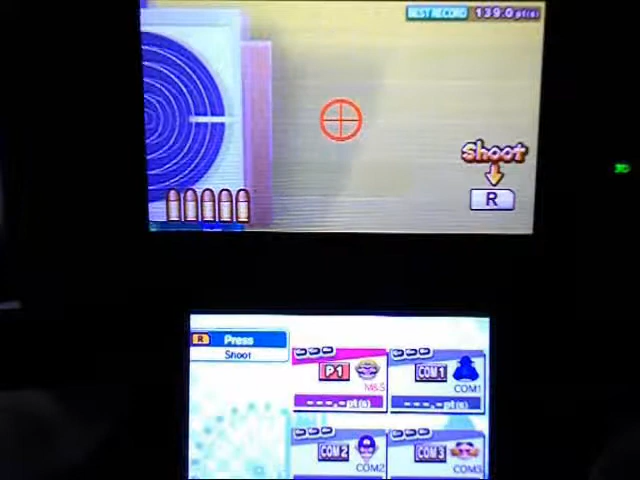 BEST RECORD 139.0pt(s)
Shoot
R
R Press
Shoot
P1
M&S
---.-pt(s)
COM1
COM1
---.-pt(s)
COM2
COM2
COM3
COM3